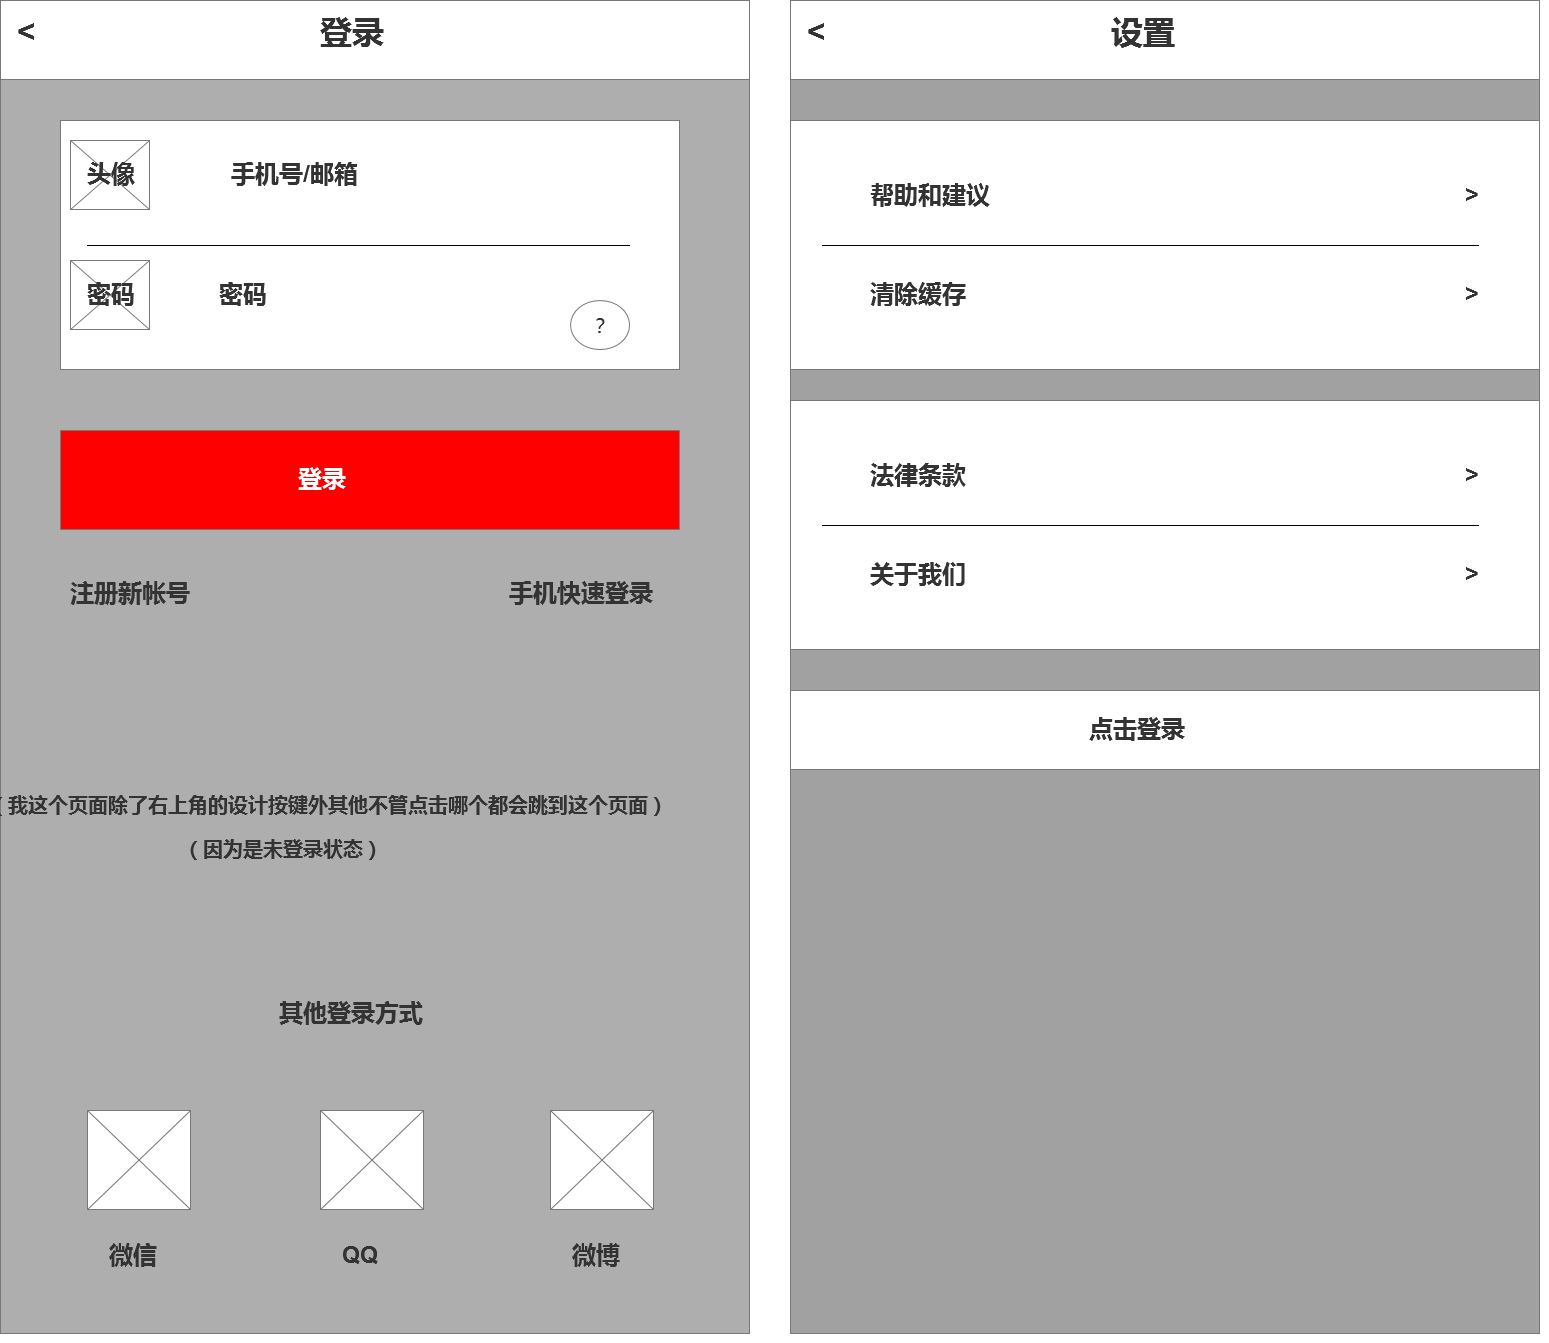 <
登录
头像
手机号/邮箱
密码
密码
?
登录
注册新帐号
手机快速登录
（我这个页面除了右上角的设计按键外其他不管点击哪个都会跳到这个页面）
（因为是未登录状态）
其他登录方式
微信
QQ
微博
<
设置
帮助和建议
>
清除缓存
>
法律条款
>
关于我们
>
点击登录